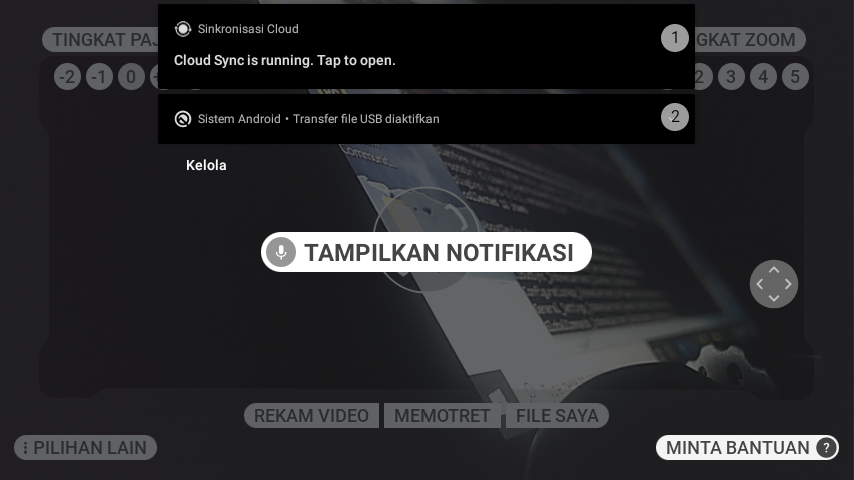 Sinkronisasi Cloud
1
Cloud Sync is running. Tap to open.
Sistem Android • Transfer file USB diaktifkan
2
TINGKAT
GKAT ZOOM
-2 -1 0
2 3 4 5
Kelola
TAMPILKAN NOTIFIKASI
REKAM VIDEO MEMOTRET FILE SAYA
PILIHAN LAIN
MINTA BANTUAN ?